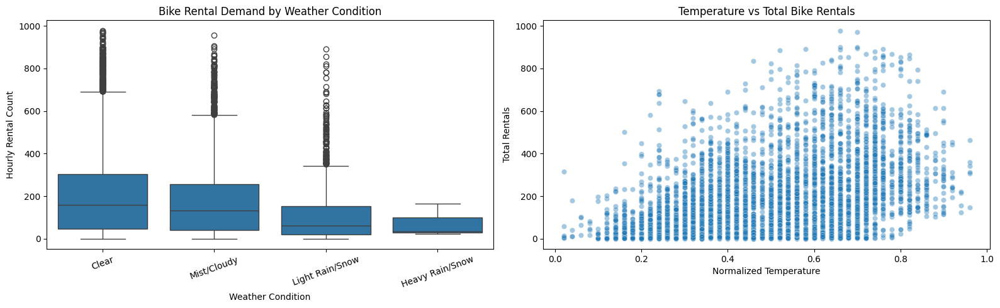 Bike Rental Demand by Weather Condition
Hourly Rental Count
1000
800
600
400
200
0
Clear
Mist/Cloudy
Light Rain/Snow
Heavy Rain/Snow
Weather Condition
Temperature vs Total Bike Rentals
Total Rentals
1000
800
600
400
200
0
0.0
0.2
0.4
0.6
0.8
1.0
Normalized Temperature